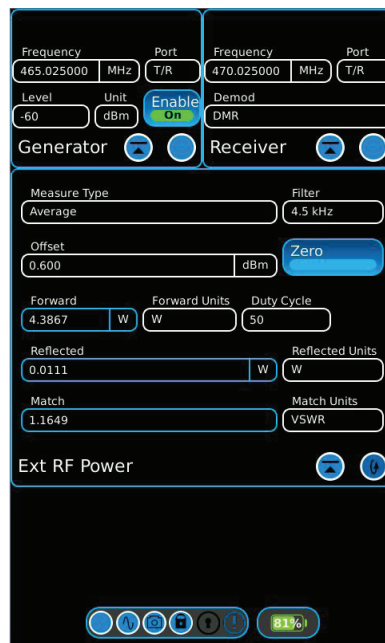 Frequency Port
465.025000 MHz T/R
Level Unit
-60 dBm Enable On
Generator
Frequency Port
470.025000 MHz T/R
Demod
DMR
Receiver
Measure Type Filter
Average 4.5 kHz
Offset
0.600 dBm Zero
Forward Forward Units Duty Cycle
4.3867 W W 50
Reflected Reflected Units
0.0111 W W
Match Match Units
1.1649 VSWR
Ext RF Power
81%